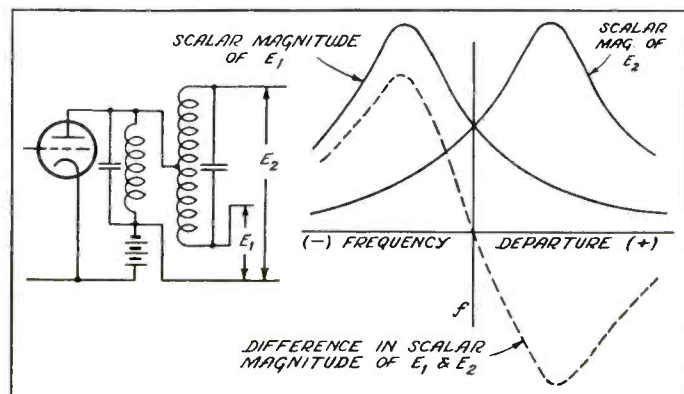 SCALAR MAGNITUDE
OF E₁
SCALAR
MAG. OF
E₂
E₂
E₁
(-) FREQUENCY DEPARTURE (+)
f
DIFFERENCE IN SCALAR
MAGNITUDE OF E₁ & E₂